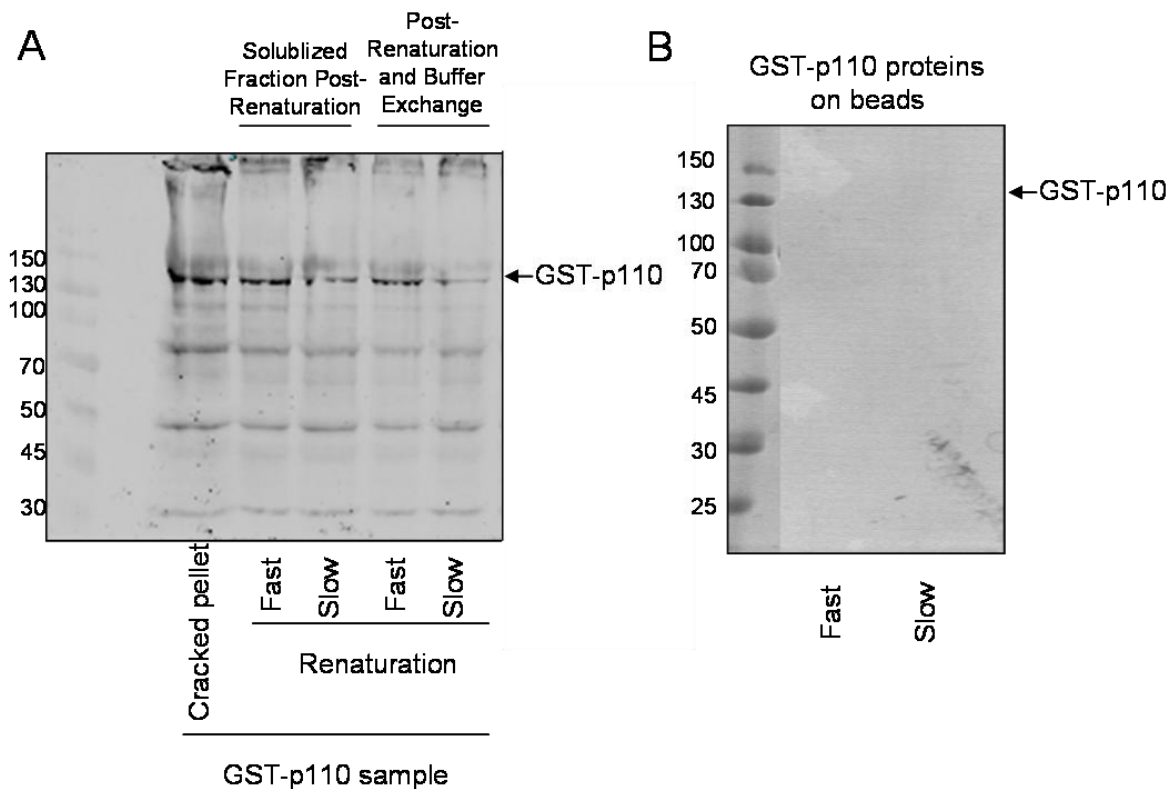 A
Solublized
Fraction Post-
Renaturation
Post-
Renaturation
and Buffer
Exchange
150
130
100
70
50
45
30
GST-p110
Cracked pellet
Fast
Slow
Fast
Slow
Renaturation
GST-p110 sample
B
GST-p110 proteins
on beads
150
130
100
70
50
45
30
25
GST-p110
Fast
Slow